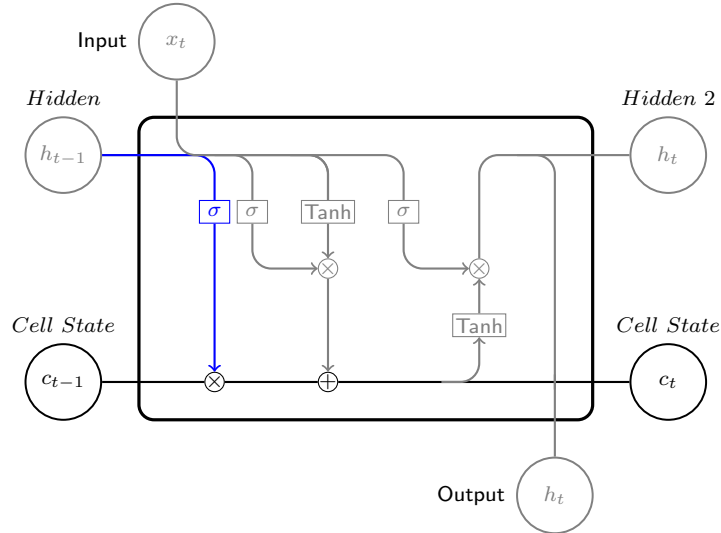 Input
x_t
Hidden
h_{t−1}
Hidden 2
h_t
σ
σ
Tanh
σ
×
×
Tanh
Cell State
c_{t−1}
×
+
Cell State
c_t
Output
h_t